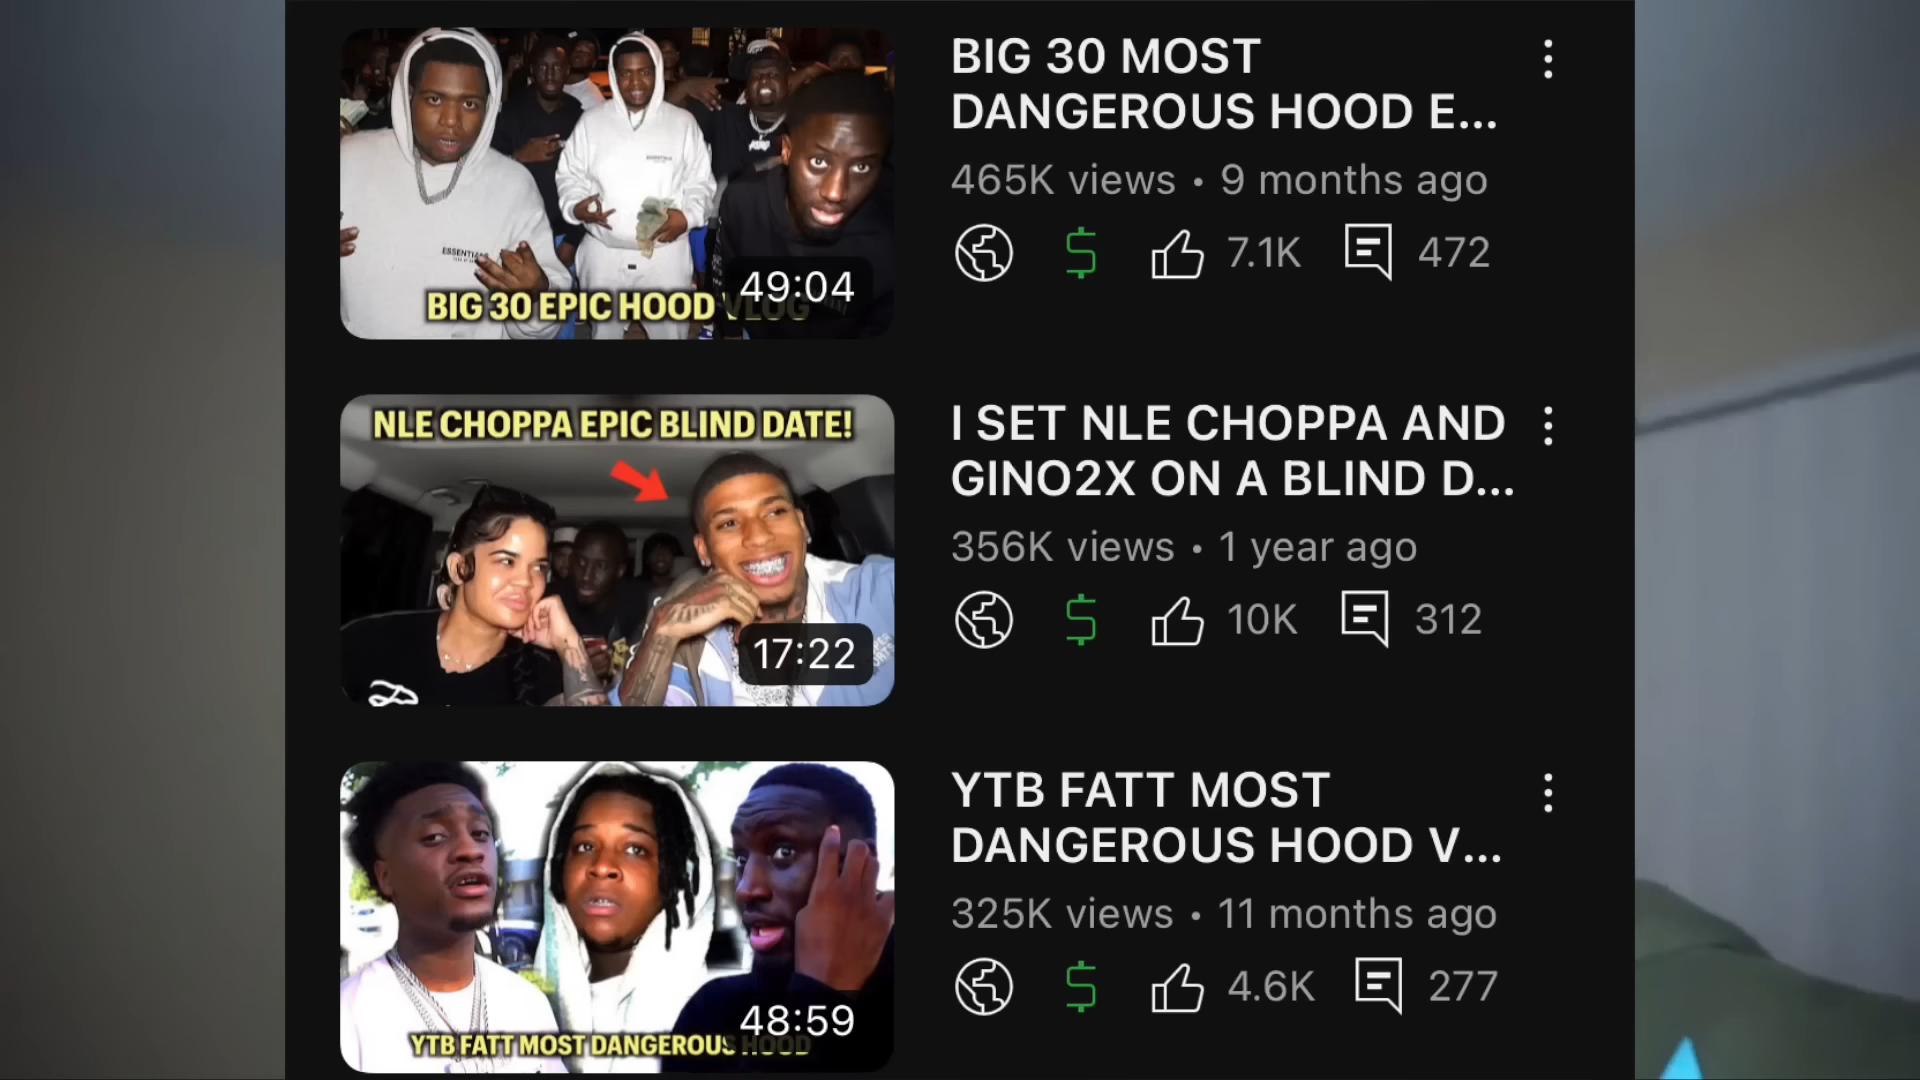 BIG 30 MOST
DANGEROUS HOOD E...
465K views • 9 months ago
7.1K
472
ESSENTIALS
BIG 30 EPIC HOOD VLOG
49:04
NLE CHOPPA EPIC BLIND DATE!
17:22
I SET NLE CHOPPA AND
GINO2X ON A BLIND D...
356K views • 1 year ago
10K
312
YTB FATT MOST DANGEROUS HOOD
48:59
YTB FATT MOST
DANGEROUS HOOD V...
325K views • 11 months ago
4.6K
277